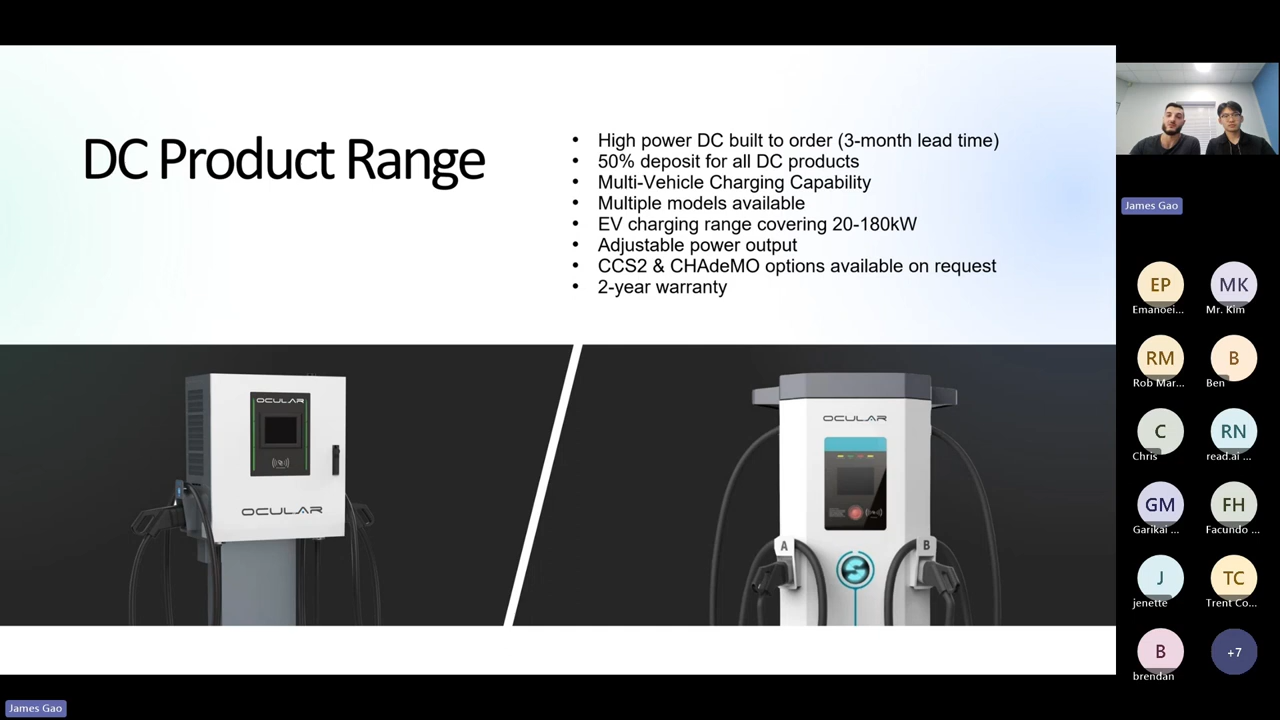 DC Product Range
• High power DC built to order (3-month lead time)
• 50% deposit for all DC products
• Multi-Vehicle Charging Capability
• Multiple models available
• EV charging range covering 20-180kW
• Adjustable power output
• CCS2 & CHAdeMO options available on request
• 2-year warranty
OCULAR
OCULAR
OCULAR
A
B
James Gao
EP
Emanoei...
MK
Mr. Kim
RM
Rob Mar...
B
Ben
C
Chris
RN
read.ai ...
GM
Garikai ...
FH
Facundo ...
J
jenette
TC
Trent Co...
B
brendan
+7
James Gao